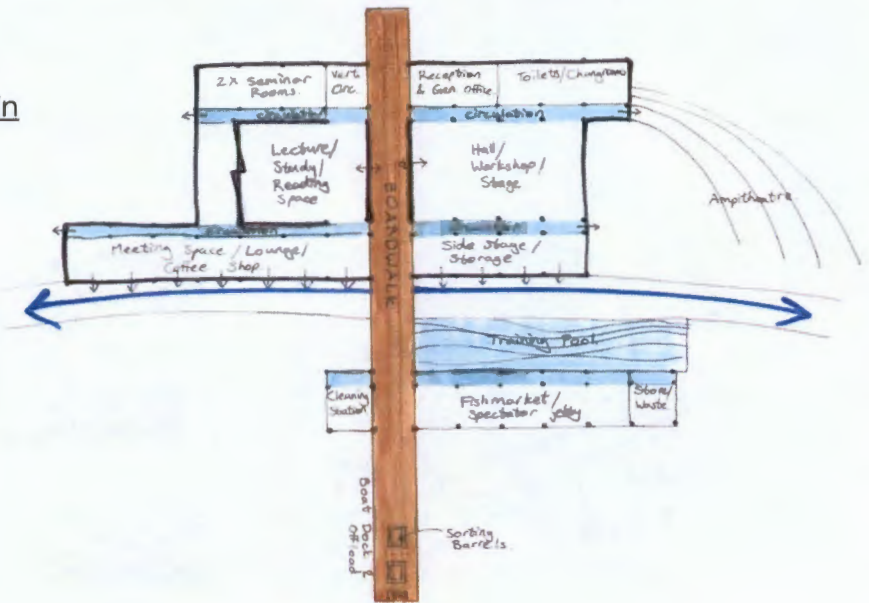 in
2x Seminar
Rooms.
Vert.
Circ.
Reception
& Gen. Office.
Toilets/Changrooms
circulation
circulation
Lecture/
Study/
Reading
Space
Hall/
Workshop/
Stage
BOARDWALK
Ampitheatre
Meeting Space / Lounge/
Coffee Shop
Side Stage/
Storage
Training Pool.
Cleaning
Station
Fishmarket/
Spectator jetty
Store/
Waste
Boat Dock &
Offload
Sorting
Barrels.